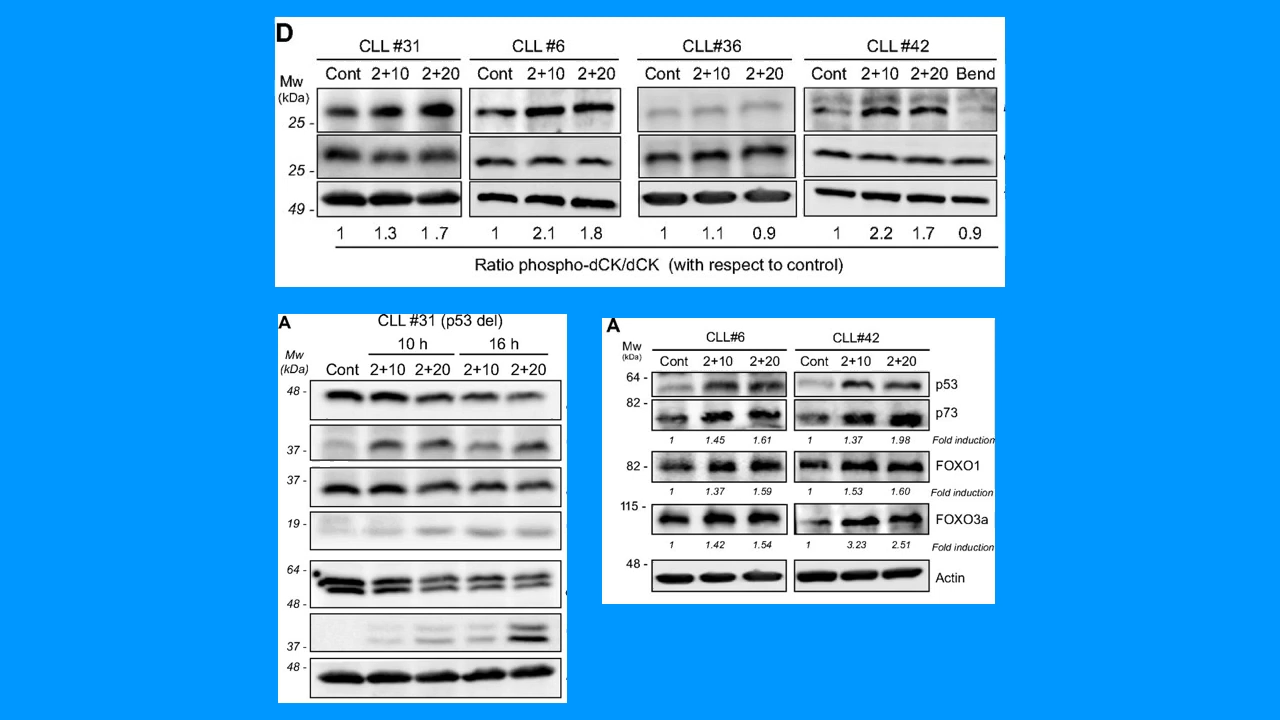 D
CLL #31 CLL #6 CLL#36 CLL #42
Mw (kDa) Cont 2+10 2+20 Cont 2+10 2+20 Cont 2+10 2+20 Cont 2+10 2+20 Bend
25 -
25 -
49 -
1 1.3 1.7 1 2.1 1.8 1 1.1 0.9 1 2.2 1.7 0.9
Ratio phospho-dCK/dCK (with respect to control)
A
CLL #31 (p53 del)
10 h 16 h
Mw (kDa) Cont 2+10 2+20 2+10 2+20
48 -
37 -
37 -
19 -
64 -
48 -
37 -
48 -
A
CLL#6 CLL#42
Mw (kDa) Cont 2+10 2+20 Cont 2+10 2+20
64 - p53
82 - p73
1 1.45 1.61 1 1.37 1.98 Fold induction
82 - FOXO1
1 1.37 1.59 1 1.53 1.60 Fold induction
115 - FOXO3a
1 1.42 1.54 1 3.23 2.51 Fold induction
48 - Actin